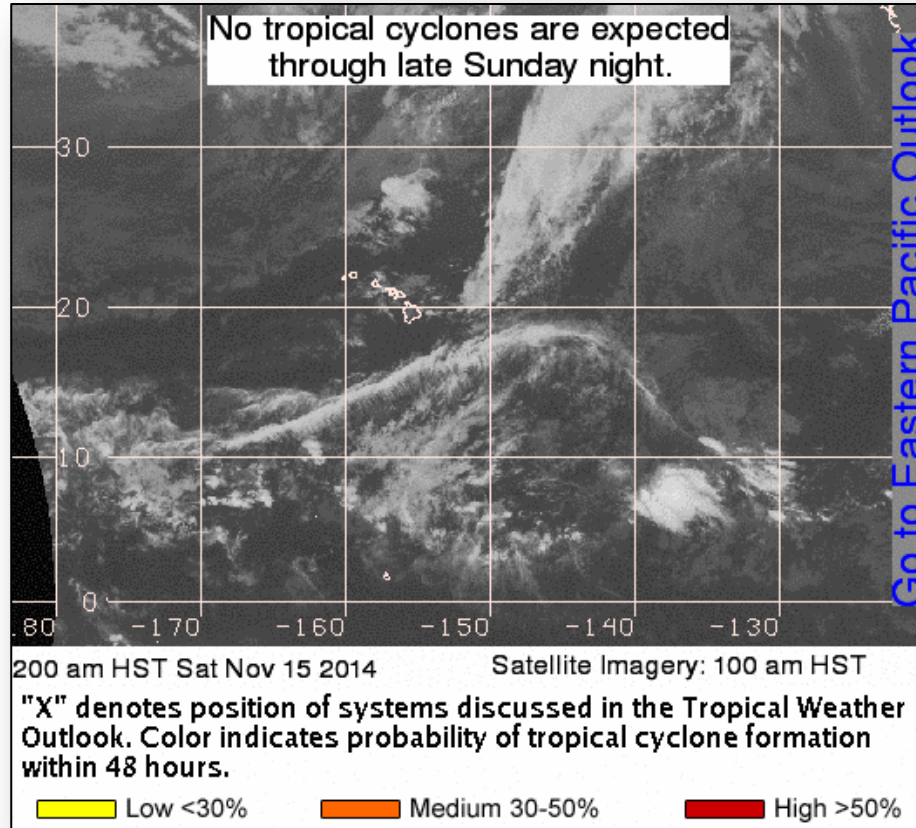 No tropical cyclones are expected
through late Sunday night.
Go to Eastern Pacific Outlook
30
20
10
0
.80 -170 -160 -150 -140 -130
200 am HST Sat Nov 15 2014 Satellite Imagery: 100 am HST
"X" denotes position of systems discussed in the Tropical Weather
Outlook. Color indicates probability of tropical cyclone formation
within 48 hours.
Low <30% Medium 30-50% High >50%